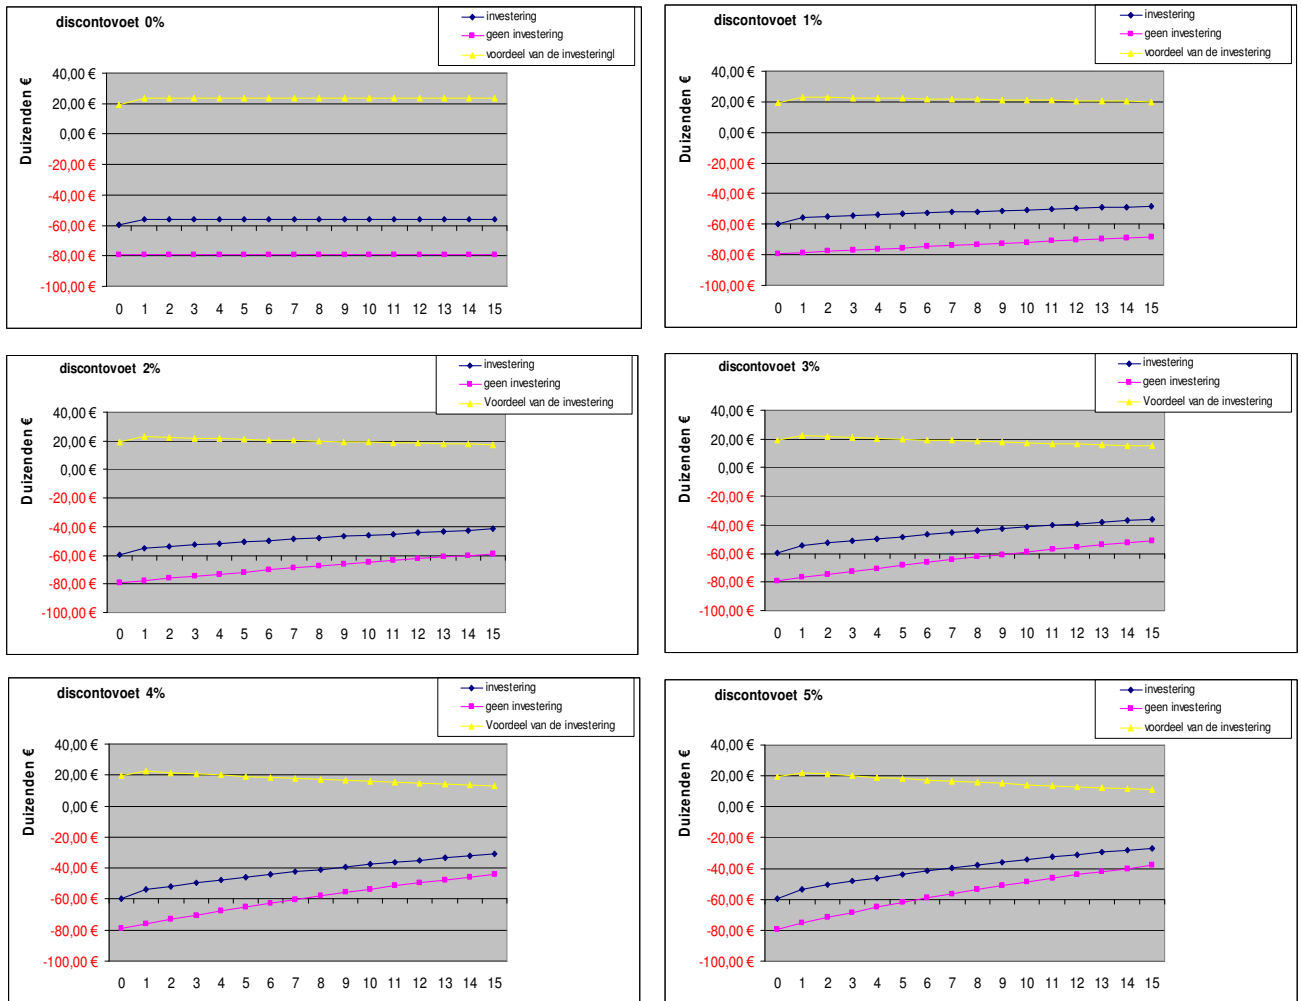 discontovoet 0%
investering
geen investering
voordeel van de investeringl
Duizenden €
40,00 €
20,00 €
0,00 €
-20,00 €
-40,00 €
-60,00 €
-80,00 €
-100,00 €
0 1 2 3 4 5 6 7 8 9 10 11 12 13 14 15
discontovoet 1%
investering
geen investering
voordeel van de investering
Duizenden €
40,00 €
20,00 €
0,00 €
-20,00 €
-40,00 €
-60,00 €
-80,00 €
-100,00 €
0 1 2 3 4 5 6 7 8 9 10 11 12 13 14 15
discontovoet 2%
investering
geen investering
Voordeel van de investering
Duizenden €
40,00 €
20,00 €
0,00 €
-20,00 €
-40,00 €
-60,00 €
-80,00 €
-100,00 €
0 1 2 3 4 5 6 7 8 9 10 11 12 13 14 15
discontovoet 3%
investering
geen investering
Voordeel van de investering
Duizenden €
40,00 €
20,00 €
0,00 €
-20,00 €
-40,00 €
-60,00 €
-80,00 €
-100,00 €
0 1 2 3 4 5 6 7 8 9 10 11 12 13 14 15
discontovoet 4%
investering
geen investering
Voordeel van de investering
Duizenden €
40,00 €
20,00 €
0,00 €
-20,00 €
-40,00 €
-60,00 €
-80,00 €
-100,00 €
0 1 2 3 4 5 6 7 8 9 10 11 12 13 14 15
discontovoet 5%
investering
geen investering
voordeel van de investering
Duizenden €
40,00 €
20,00 €
0,00 €
-20,00 €
-40,00 €
-60,00 €
-80,00 €
-100,00 €
0 1 2 3 4 5 6 7 8 9 10 11 12 13 14 15